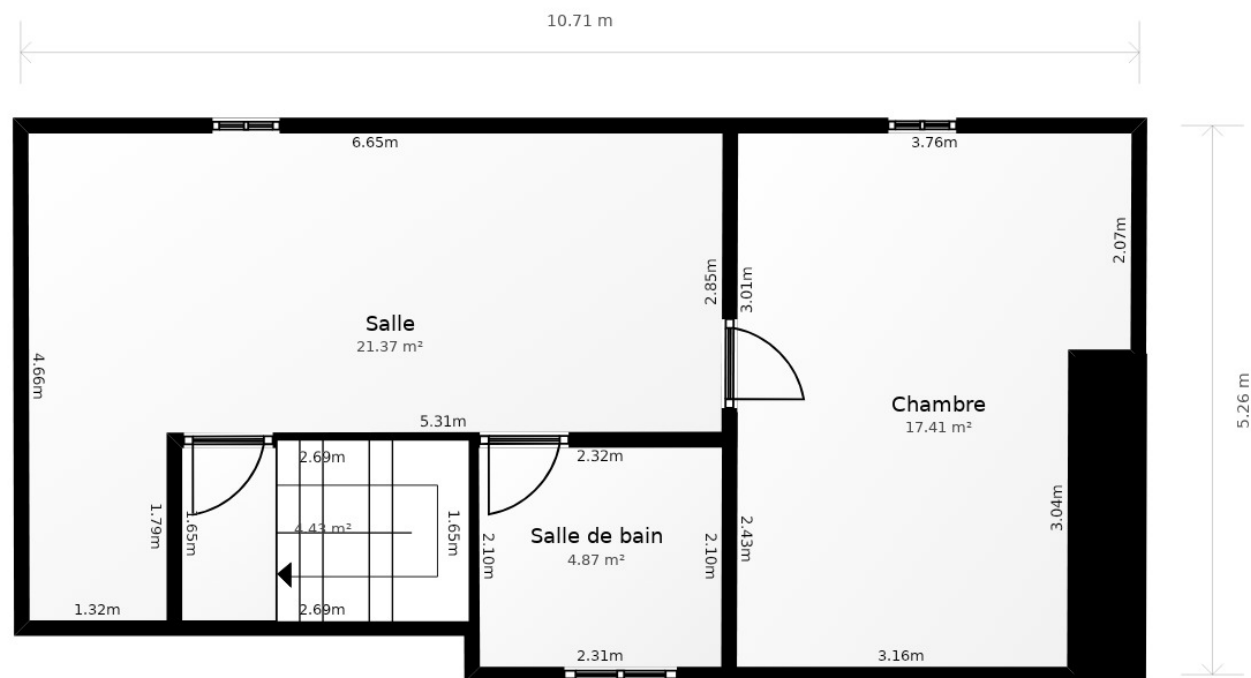 10.71 m
6.65m
3.76m
2.07m
2.85m
3.01m
Salle
21.37 m²
4.66m
5.26 m
Chambre
17.41 m²
5.31m
2.69m
2.32m
1.79m
1.65m
4.43 m²
1.65m
Salle de bain
4.87 m²
2.10m
2.10m
2.43m
3.04m
1.32m
2.69m
2.31m
3.16m